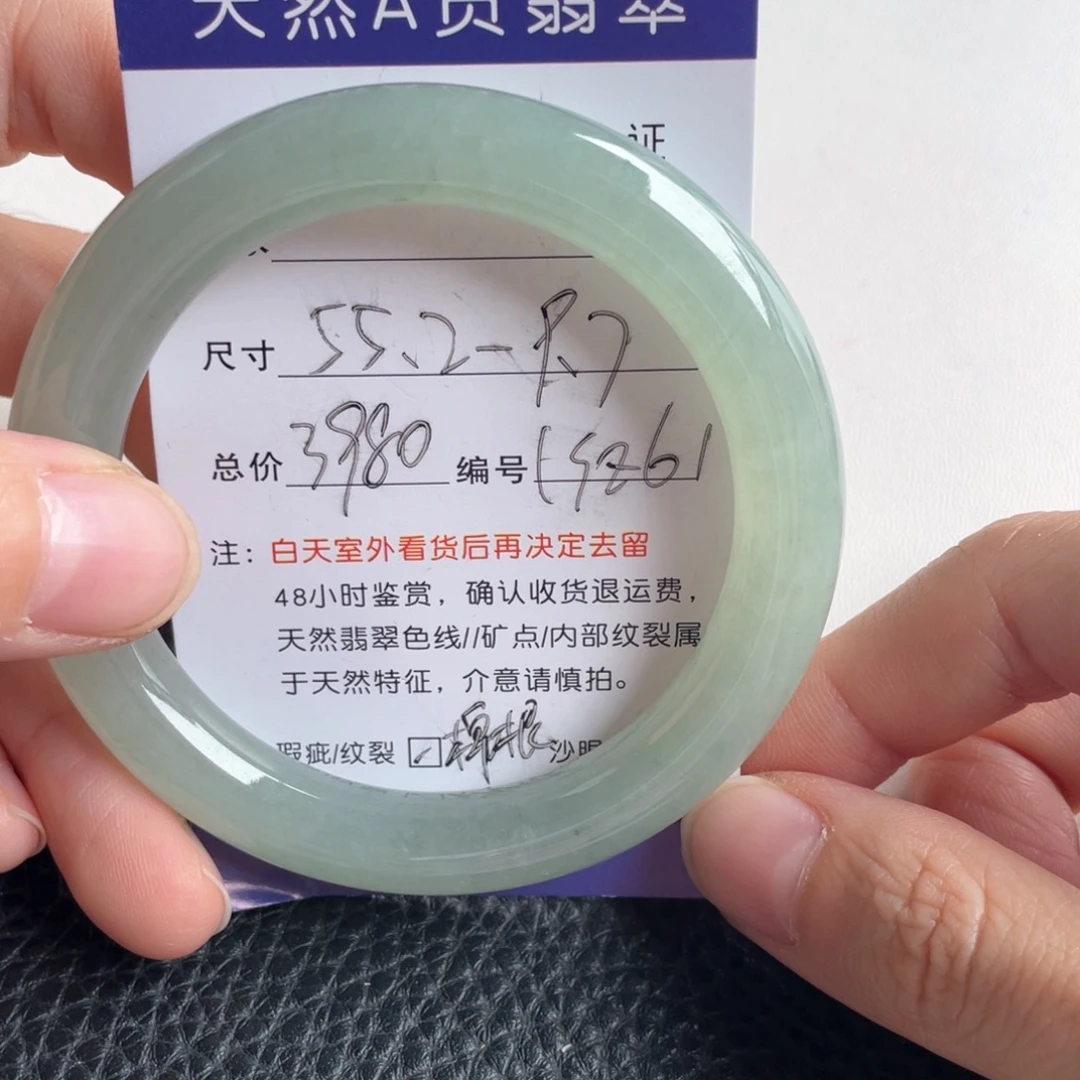 天然A货翡翠
证
尺寸 55.2-9.7
总价 3980 编号
注：白天室外看货后再决定去留
48小时鉴赏，确认收货退运费，
天然翡翠色线//矿点/内部纹裂属
于天然特征，介意请慎拍。
瑕疵/纹裂 棉根 沙眼